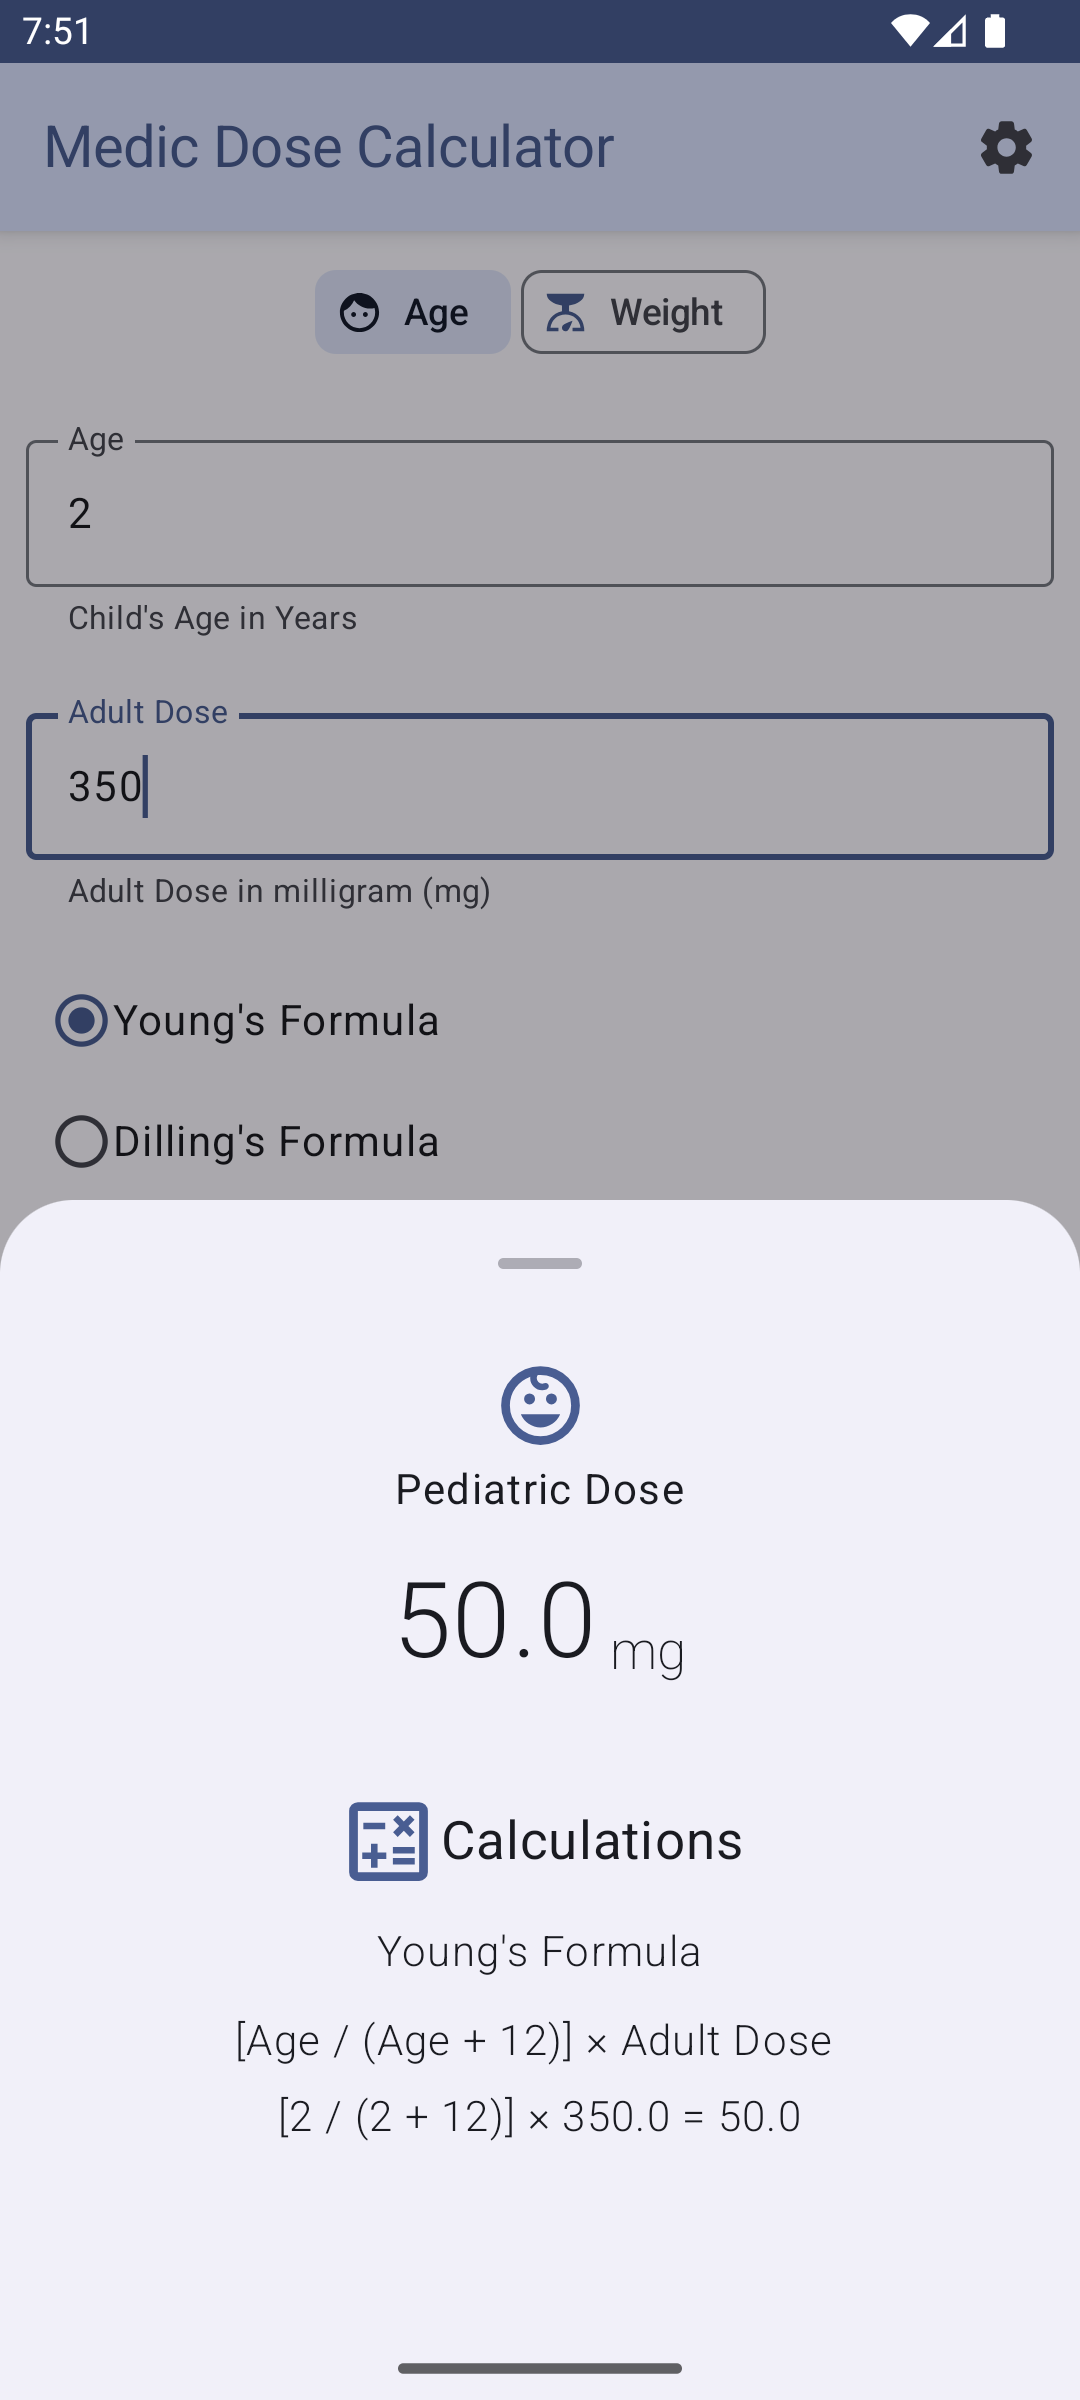 7:51
Medic Dose Calculator
Age
Weight
Age
2
Child's Age in Years
Adult Dose
350
Adult Dose in milligram (mg)
Young's Formula
Dilling's Formula
Pediatric Dose
50.0 mg
Calculations
Young's Formula
[Age / (Age + 12)] × Adult Dose
[2 / (2 + 12)] × 350.0 = 50.0